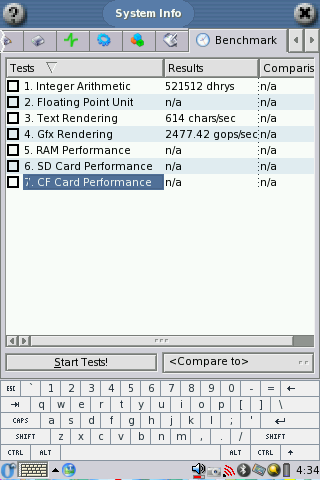 System Info
Benchmark
Tests Results Comparis
1. Integer Arithmetic 521512 dhrys n/a
2. Floating Point Unit n/a n/a
3. Text Rendering 614 chars/sec n/a
4. Gfx Rendering 2477.42 gops/sec n/a
5. RAM Performance n/a n/a
6. SD Card Performance n/a n/a
7. CF Card Performance n/a n/a
Start Tests! <Compare to>
ESC ` 1 2 3 4 5 6 7 8 9 0 - =
q w e r t y u i o p [ ] \
CAPS a s d f g h j k l ; '
SHIFT z x c v b n m , . / SHIFT
CTRL ALT ALT CTRL
4:34